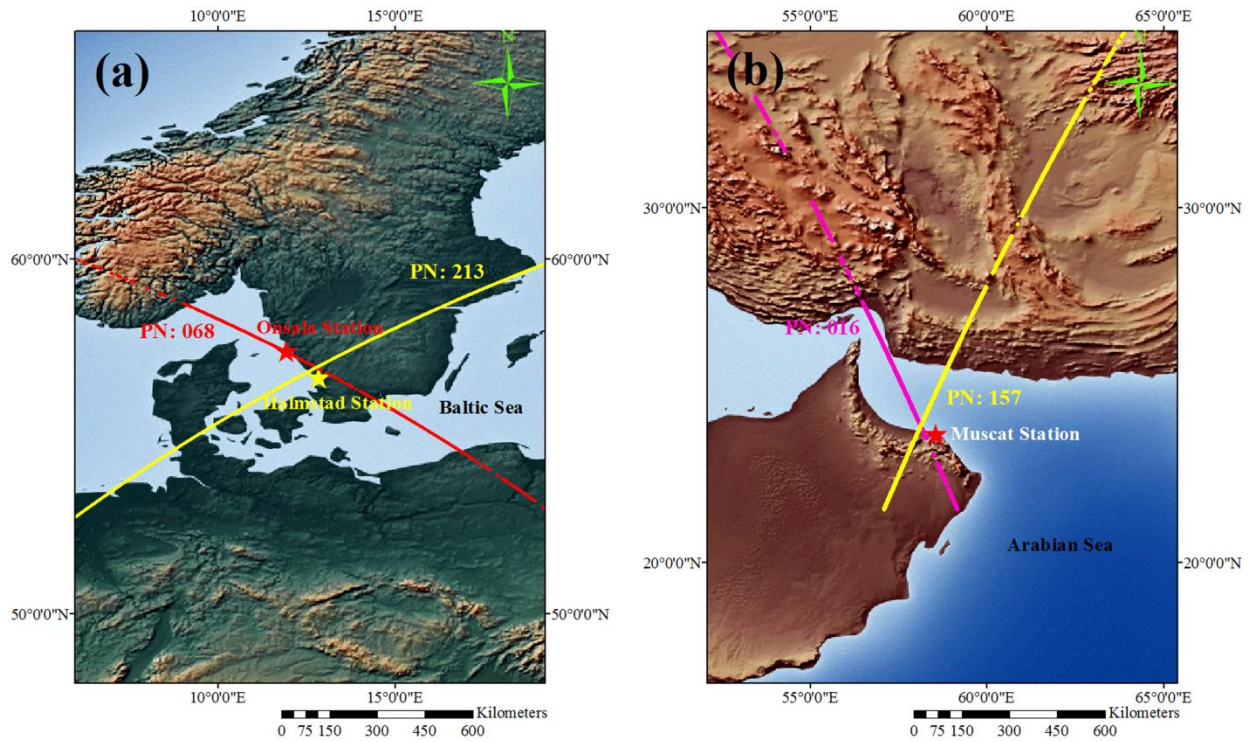 10°0'0"E 15°0'0"E
(a)
N
60°0'0"N
60°0'0"N
PN: 213
PN: 068
Onsala Station
Halmstad Station
Baltic Sea
50°0'0"N
50°0'0"N
10°0'0"E 15°0'0"E
Kilometers
0 75 150 300 450 600
55°0'0"E 60°0'0"E 65°0'0"E
(b)
N
30°0'0"N
30°0'0"N
PN: 016
PN: 157
Muscat Station
Arabian Sea
20°0'0"N
20°0'0"N
55°0'0"E 60°0'0"E 65°0'0"E
Kilometers
0 75 150 300 450 600